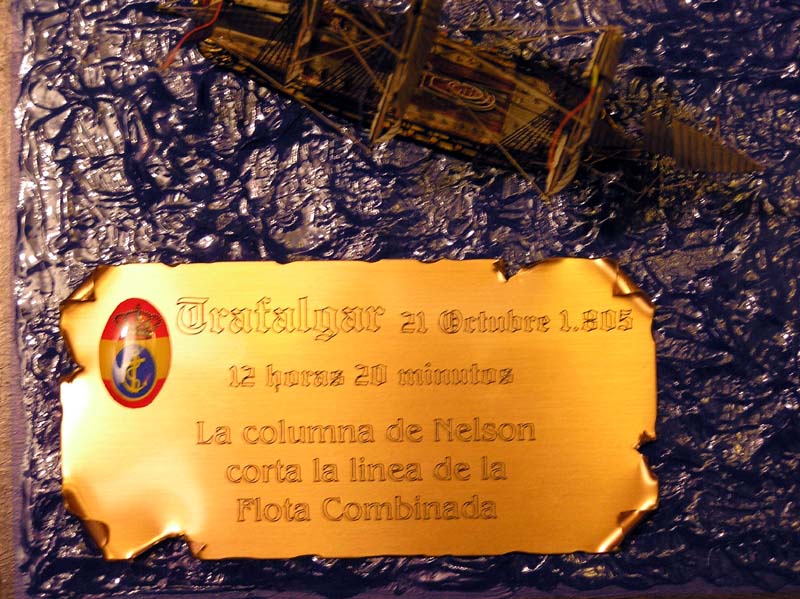 Trafalgar 21 Octubre 1.805
12 horas 20 minutos
La columna de Nelson
corta la linea de la
Flota Combinada